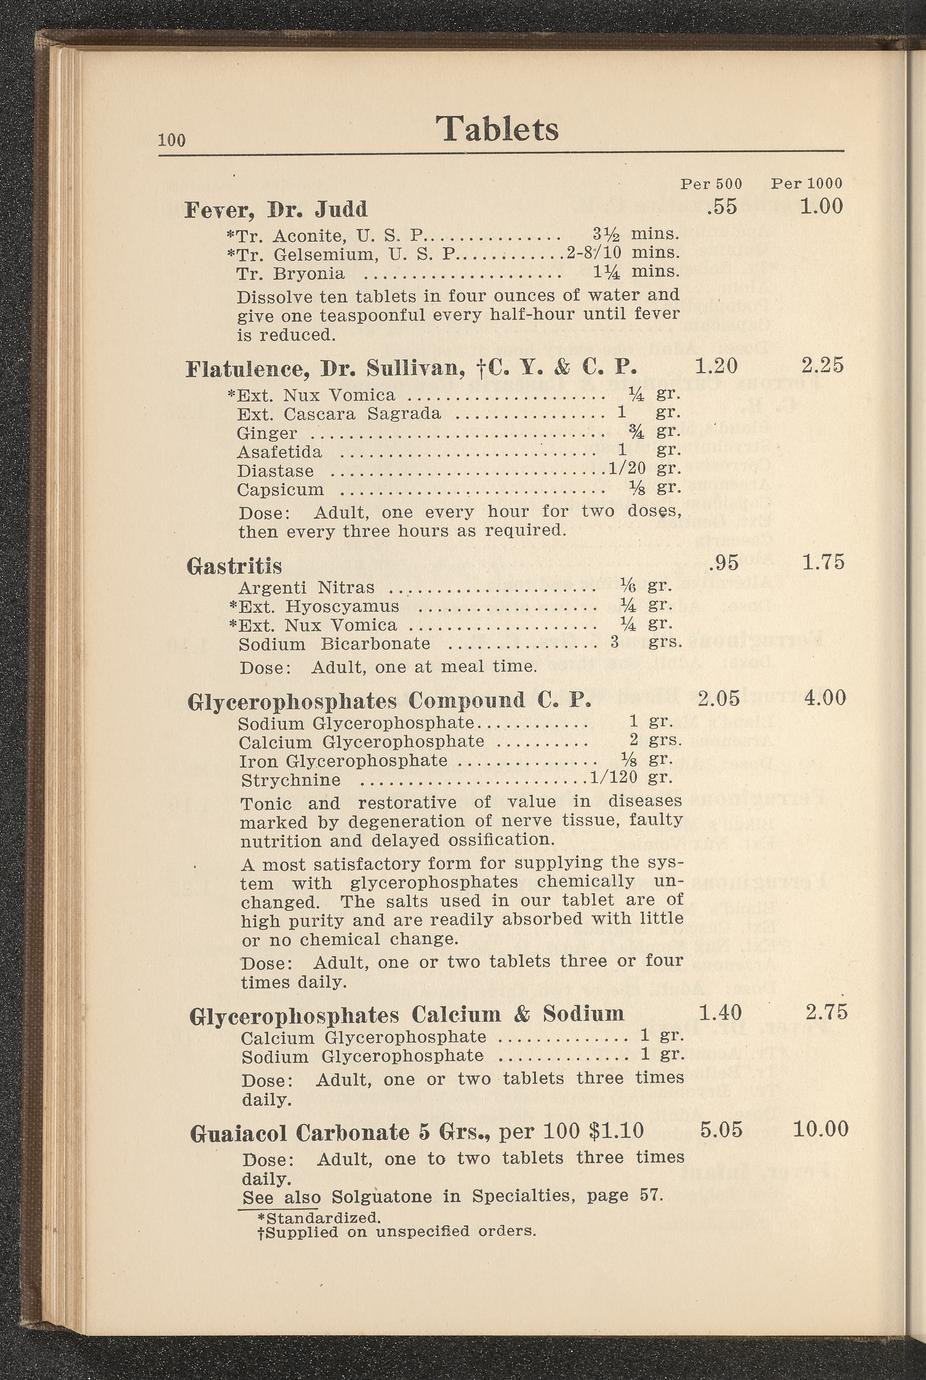 100
Tablets
Per 500 Per 1000
Fever, Dr. Judd .55 1.00
*Tr. Aconite, U. S. P.............. 3½ mins.
*Tr. Gelsemium, U. S. P...........2-8/10 mins.
Tr. Bryonia ..................... 1¼ mins.
Dissolve ten tablets in four ounces of water and
give one teaspoonful every half-hour until fever
is reduced.
Flatulence, Dr. Sullivan, †C. Y. & C. P. 1.20 2.25
*Ext. Nux Vomica ..................... ¼ gr.
Ext. Cascara Sagrada ................ 1 gr.
Ginger ................................. ¾ gr.
Asafetida ........................... 1 gr.
Diastase .............................1/20 gr.
Capsicum ............................ ⅛ gr.
Dose: Adult, one every hour for two doses,
then every three hours as required.
Gastritis .95 1.75
Argenti Nitras ...................... ⅙ gr.
*Ext. Hyoscyamus ................... ¼ gr.
*Ext. Nux Vomica .................... ¼ gr.
Sodium Bicarbonate ................ 3 grs.
Dose: Adult, one at meal time.
Glycerophosphates Compound C. P. 2.05 4.00
Sodium Glycerophosphate............ 1 gr.
Calcium Glycerophosphate .......... 2 grs.
Iron Glycerophosphate ............... ⅛ gr.
Strychnine ........................1/120 gr.
Tonic and restorative of value in diseases
marked by degeneration of nerve tissue, faulty
nutrition and delayed ossification.
A most satisfactory form for supplying the sys-
tem with glycerophosphates chemically un-
changed. The salts used in our tablet are of
high purity and are readily absorbed with little
or no chemical change.
Dose: Adult, one or two tablets three or four
times daily.
Glycerophosphates Calcium & Sodium 1.40 2.75
Calcium Glycerophosphate .............. 1 gr.
Sodium Glycerophosphate .............. 1 gr.
Dose: Adult, one or two tablets three times
daily.
Guaiacol Carbonate 5 Grs., per 100 $1.10 5.05 10.00
Dose: Adult, one to two tablets three times
daily.
See also Solguatone in Specialties, page 57.
*Standardized.
†Supplied on unspecified orders.